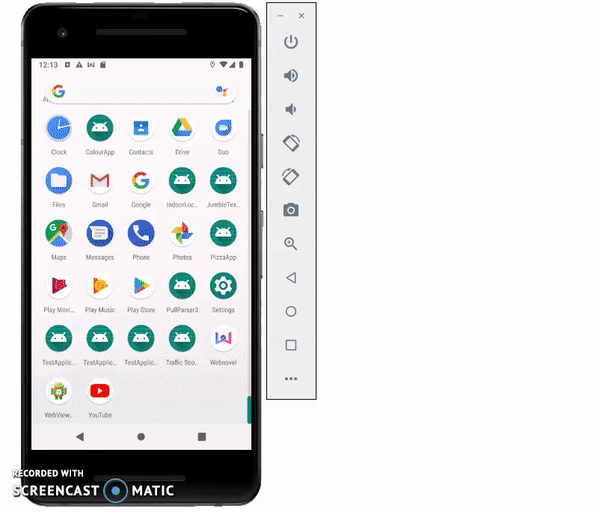 12:13
Clock ColourApp Contacts Drive Duo
Files Gmail Google IndoorLoc.. JumbleTex..
Maps Messages Phone Photos PizzaApp
Play Movi.. Play Music Play Store PullParser3 Settings
TestApplic.. TestApplic.. TestApplic.. Traffic Sco.. Webnovel
WebView.. YouTube
RECORDED WITH
SCREENCAST MATIC